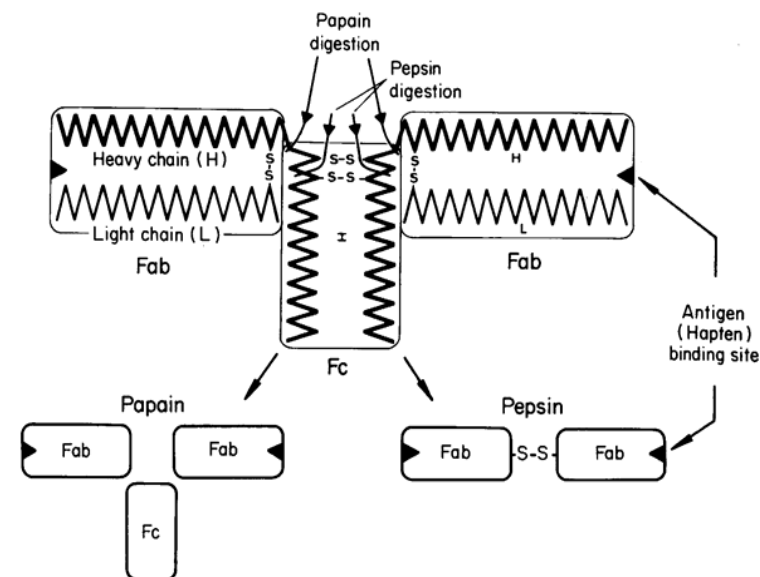 Papain
digestion
Pepsin
digestion
Heavy chain (H)
S
S
S-S
S-S
S
S
H
H
Light chain (L)
L
Fab
Fab
Fc
Antigen
(Hapten)
binding site
Papain
Pepsin
Fab
Fab
Fab
-S-S-
Fab
Fc